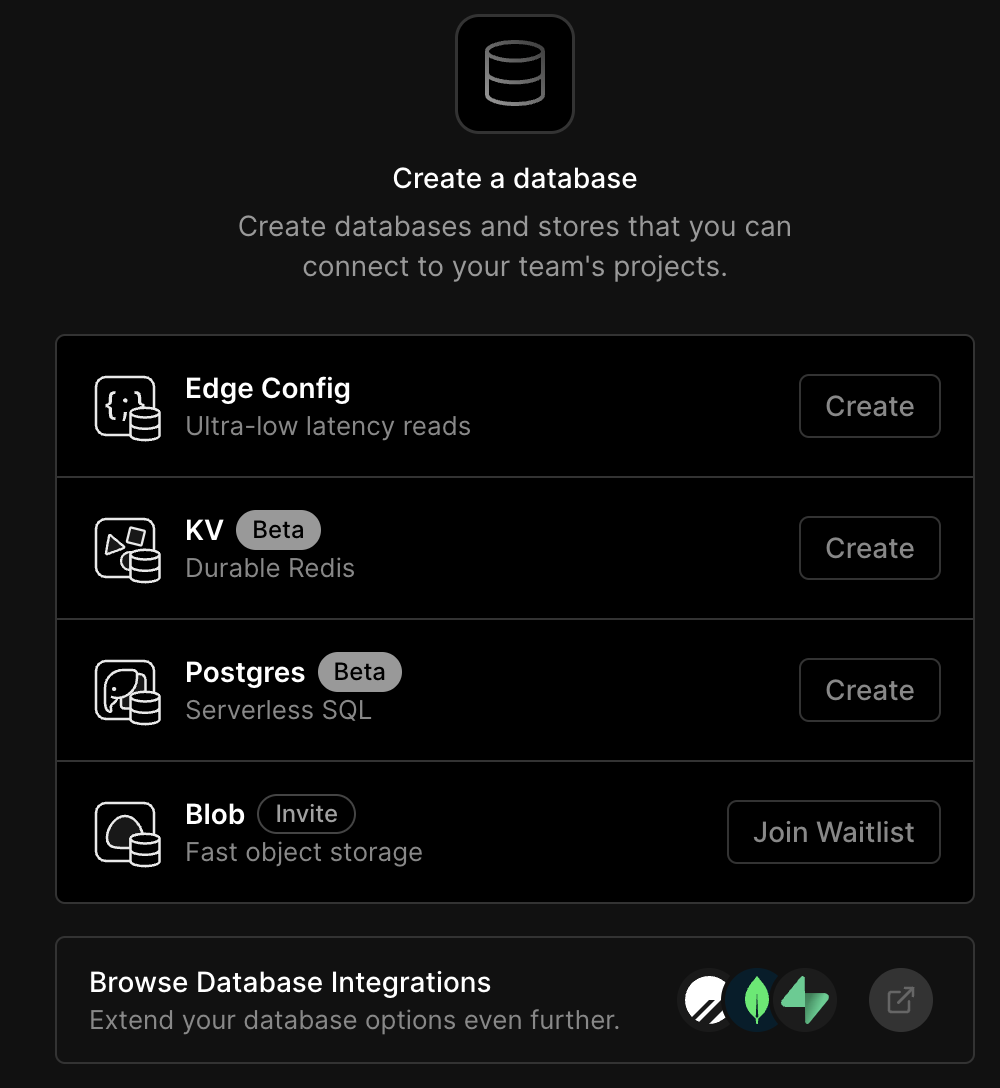 Create a database
Create databases and stores that you can
connect to your team's projects.
Edge Config
Ultra-low latency reads
Create
KV Beta
Durable Redis
Create
Postgres Beta
Serverless SQL
Create
Blob Invite
Fast object storage
Join Waitlist
Browse Database Integrations
Extend your database options even further.